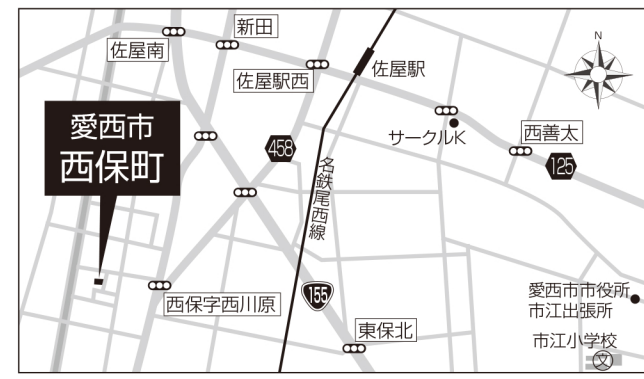 新田
N
佐屋南
佐屋駅西
佐屋駅
愛西市
西保町
サークルK
西善太
458
125
名鉄尾西線
155
西保字西川原
東保北
愛西市市役所
市江出張所
市江小学校
文